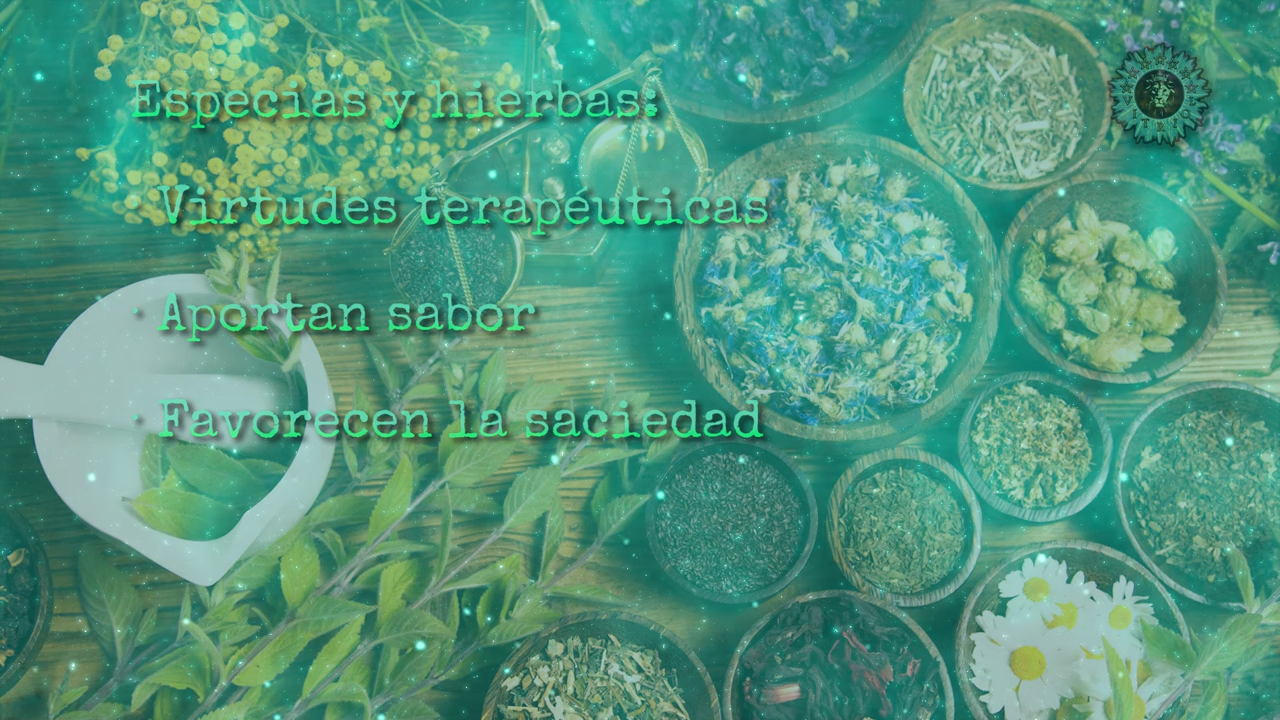 Especias y hierbas:
· Virtudes terapéuticas
· Aportan sabor
· Favorecen la saciedad